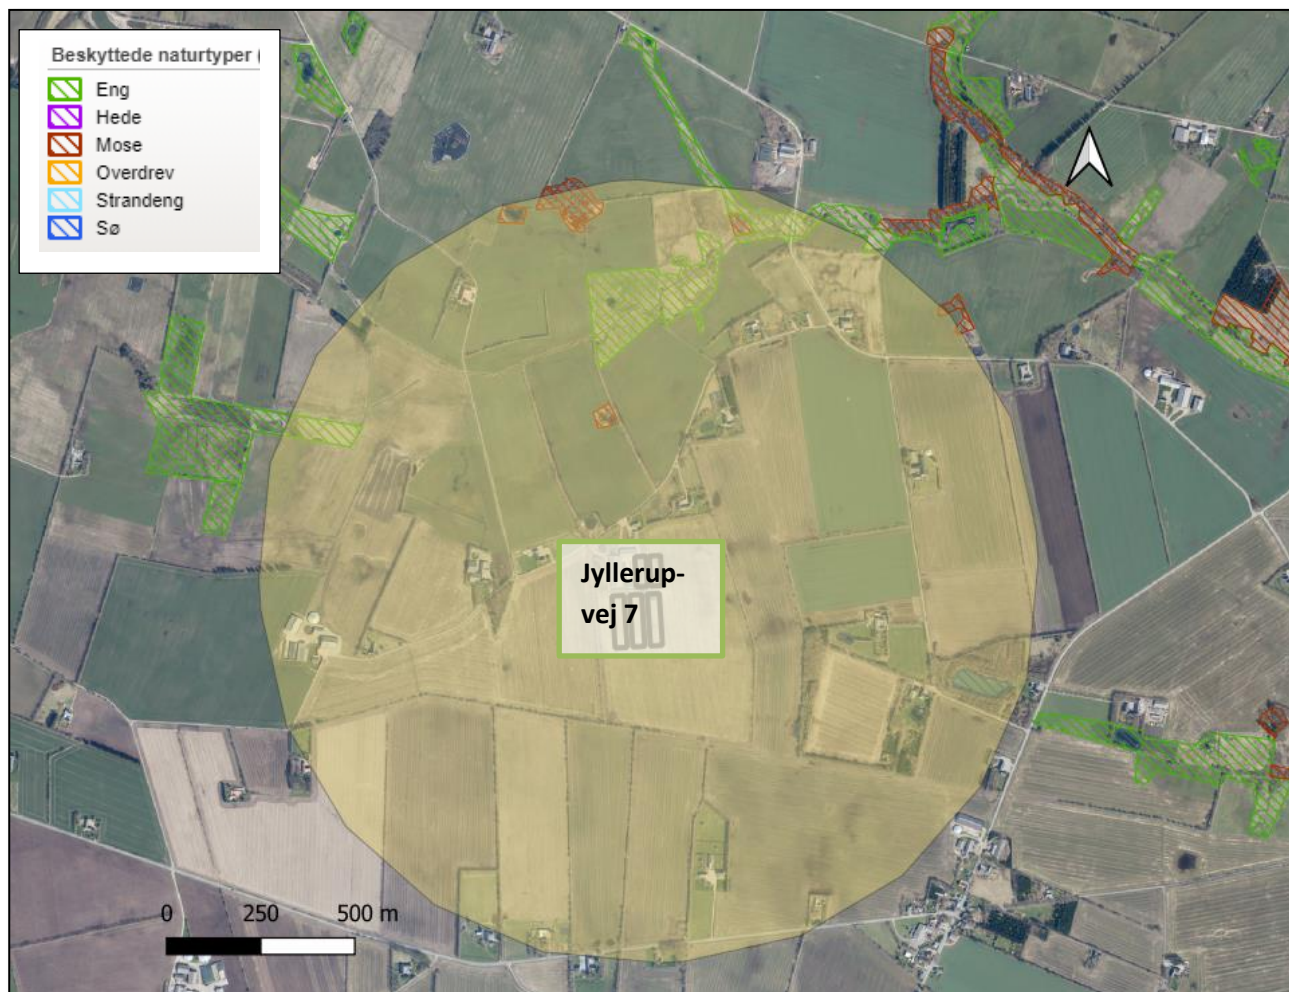 Beskyttede naturtyper (
Eng
Hede
Mose
Overdrev
Strandeng
Sø
Jyllerup-
vej 7
0 250 500 m